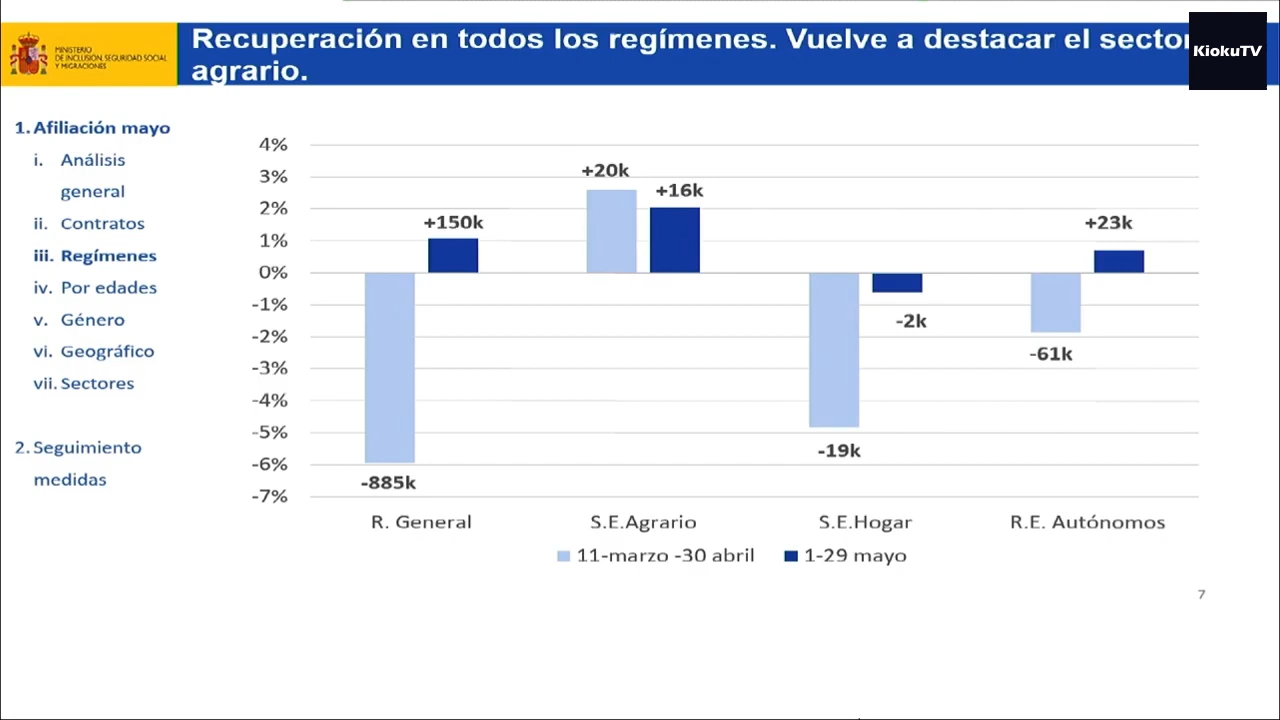 Recuperación en todos los regímenes. Vuelve a destacar el sector
agrario.
KiokuTV
MINISTERIO
DE INCLUSIÓN, SEGURIDAD SOCIAL
Y MIGRACIONES
1. Afiliación mayo
i. Análisis
general
ii. Contratos
iii. Regímenes
iv. Por edades
v. Género
vi. Geográfico
vii. Sectores
2. Seguimiento
medidas
4%
3%
2%
1%
0%
-1%
-2%
-3%
-4%
-5%
-6%
-7%
+150k
-885k
+20k
+16k
-2k
-19k
+23k
-61k
R. General
S.E.Agrario
S.E.Hogar
R.E. Autónomos
11-marzo -30 abril
1-29 mayo
7